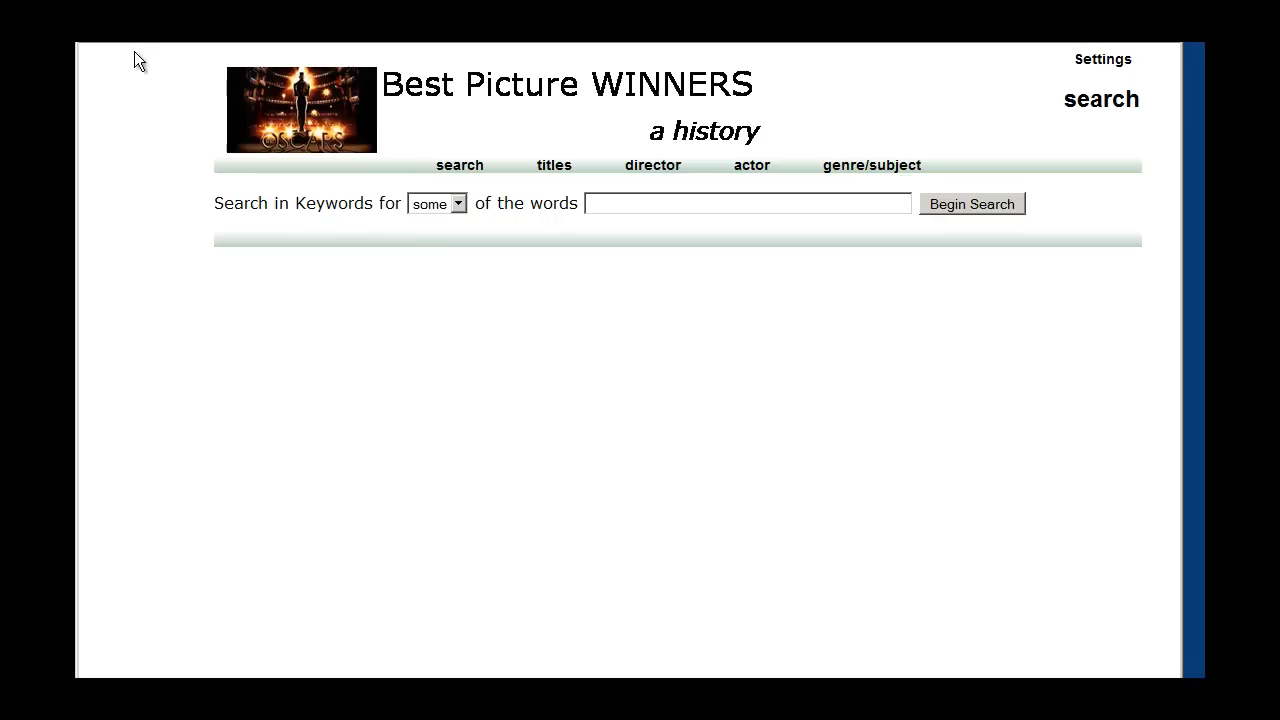 Settings
Best Picture WINNERS
search
a history
OSCARS
search titles director actor genre/subject
Search in Keywords for some of the words Begin Search